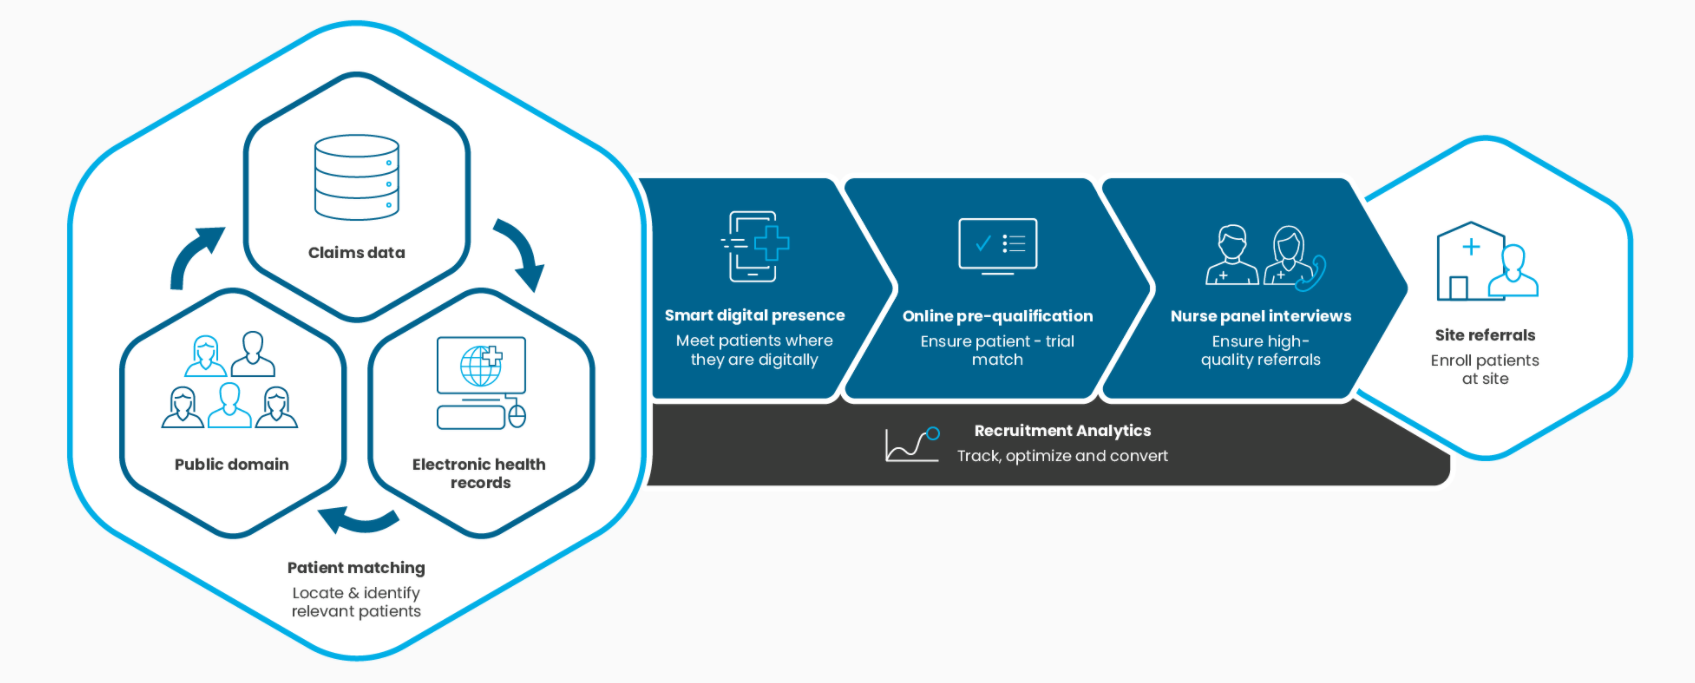 Claims data
Public domain
Electronic health
records
Patient matching
Locate & identify
relevant patients
Smart digital presence
Meet patients where
they are digitally
Online pre-qualification
Ensure patient - trial
match
Nurse panel interviews
Ensure high-
quality referrals
Recruitment Analytics
Track, optimize and convert
Site referrals
Enroll patients
at site